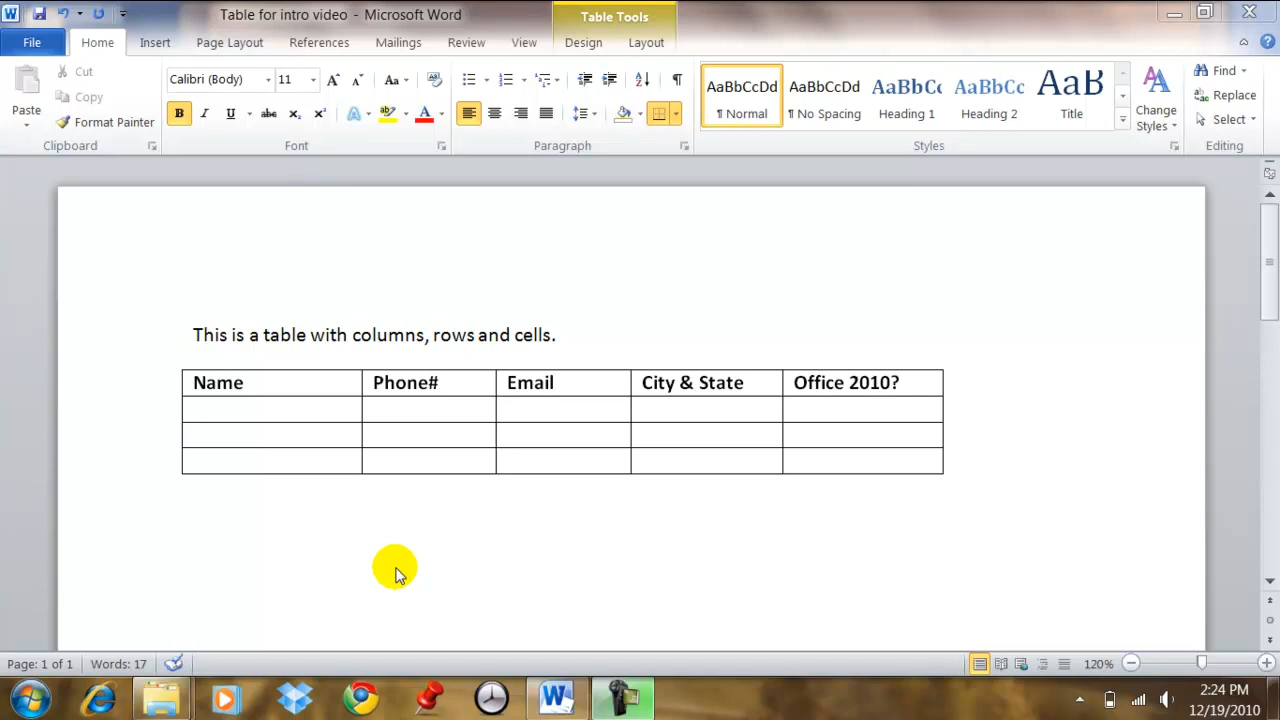 Table for intro video - Microsoft Word
Table Tools
File Home Insert Page Layout References Mailings Review View Design Layout
Paste
Cut
Copy
Format Painter
Clipboard
Calibri (Body) 11
Font
Paragraph
AaBbCcDd AaBbCcDd AaBbCc AaBbCc AaB
¶ Normal ¶ No Spacing Heading 1 Heading 2 Title
Change
Styles
Styles
Find
Replace
Select
Editing
This is a table with columns, rows and cells.
Name Phone# Email City & State Office 2010?
Page: 1 of 1 Words: 17 120%
2:24 PM
12/19/2010